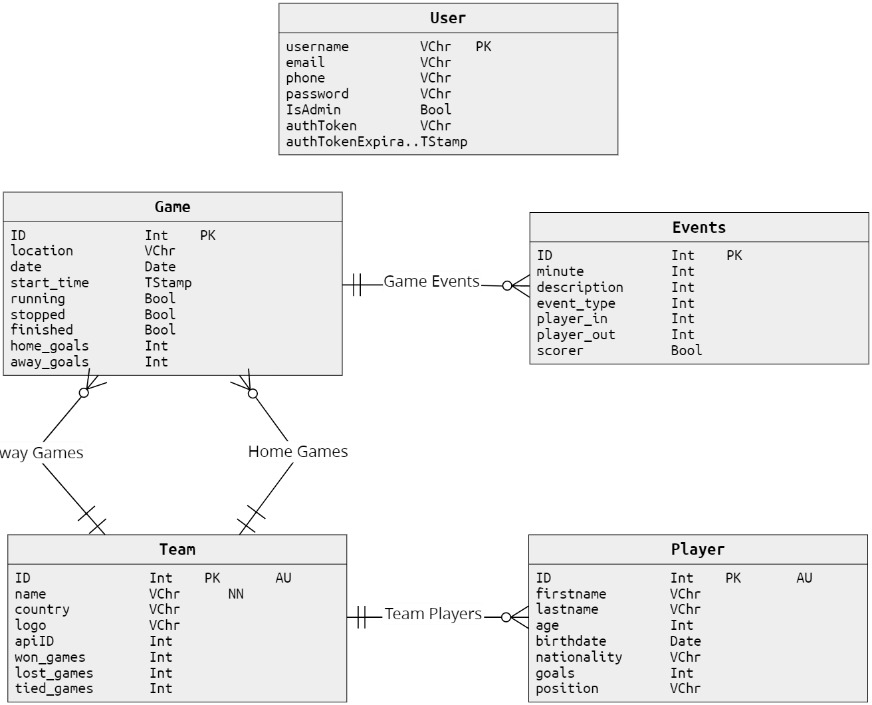 User
username VChr PK
email VChr
phone VChr
password VChr
IsAdmin Bool
authToken VChr
authTokenExpira..TStamp
Game
ID Int PK
location VChr
date Date
start_time TStamp
running Bool
stopped Bool
finished Bool
home_goals Int
away_goals Int
Game Events
Events
ID Int PK
minute Int
description Int
event_type Int
player_in Int
player_out Int
scorer Bool
way Games
Home Games
Team
ID Int PK AU
name VChr NN
country VChr
logo VChr
apiID Int
won_games Int
lost_games Int
tied_games Int
Team Players
Player
ID Int PK AU
firstname VChr
lastname VChr
age Int
birthdate Date
nationality VChr
goals Int
position VChr